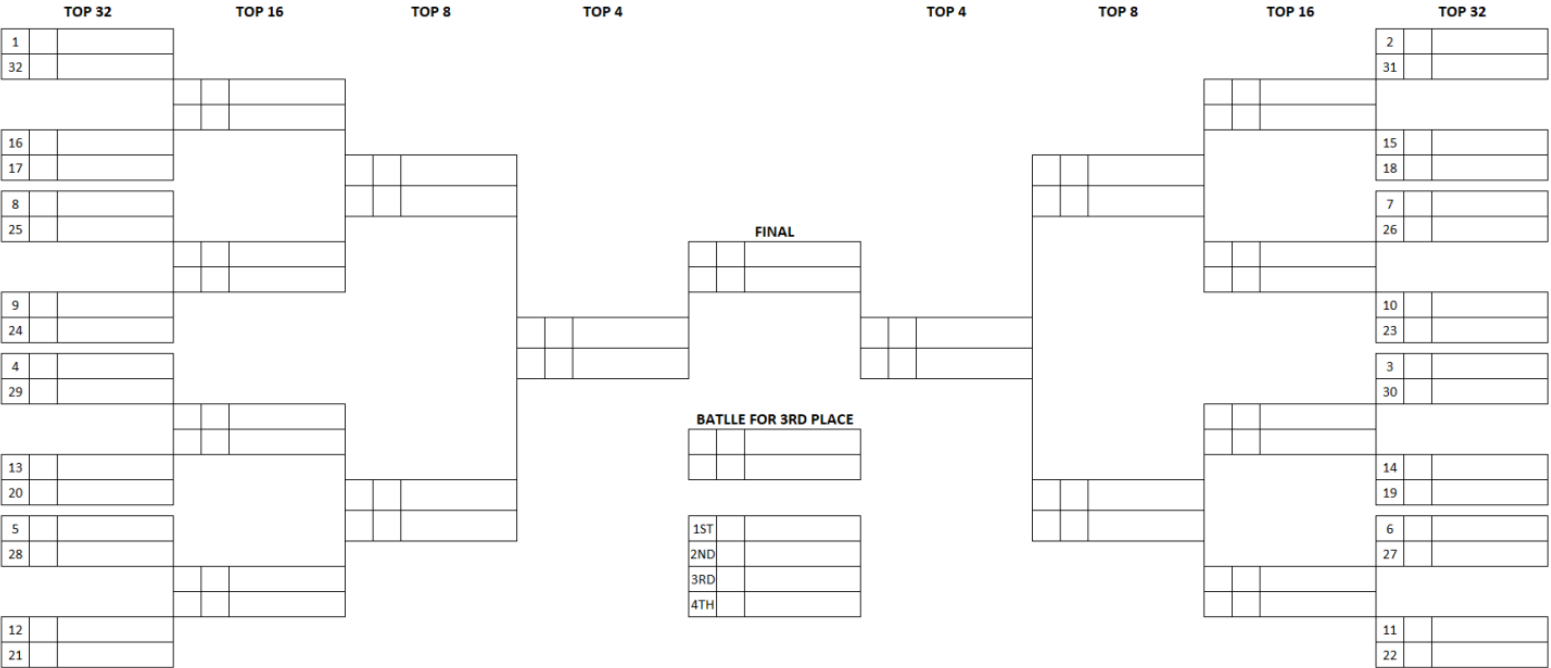 TOP 32 TOP 16 TOP 8 TOP 4 TOP 4 TOP 8 TOP 16 TOP 32
1 2
32 31
16 15
17 18
8 7
25 26
FINAL
9 10
24 23
4 3
29 30
BATLLE FOR 3RD PLACE
13 14
20 19
5 1ST 6
28 2ND 27
3RD
4TH
12 11
21 22